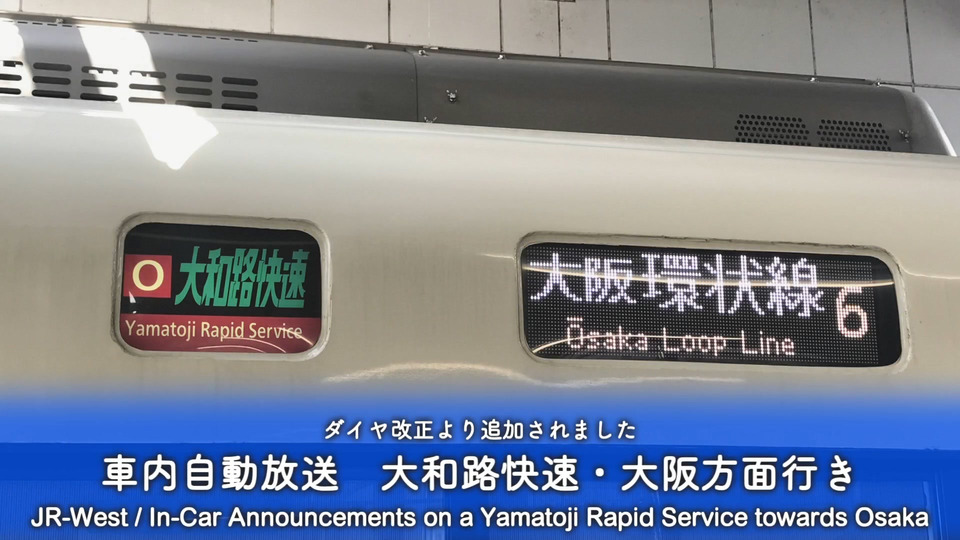 O 大和路快速
Yamatoji Rapid Service
大阪環状線 6
Ōsaka Loop Line
ダイヤ改正より追加されました
車内自動放送　大和路快速・大阪方面行き
JR-West / In-Car Announcements on a Yamatoji Rapid Service towards Osaka